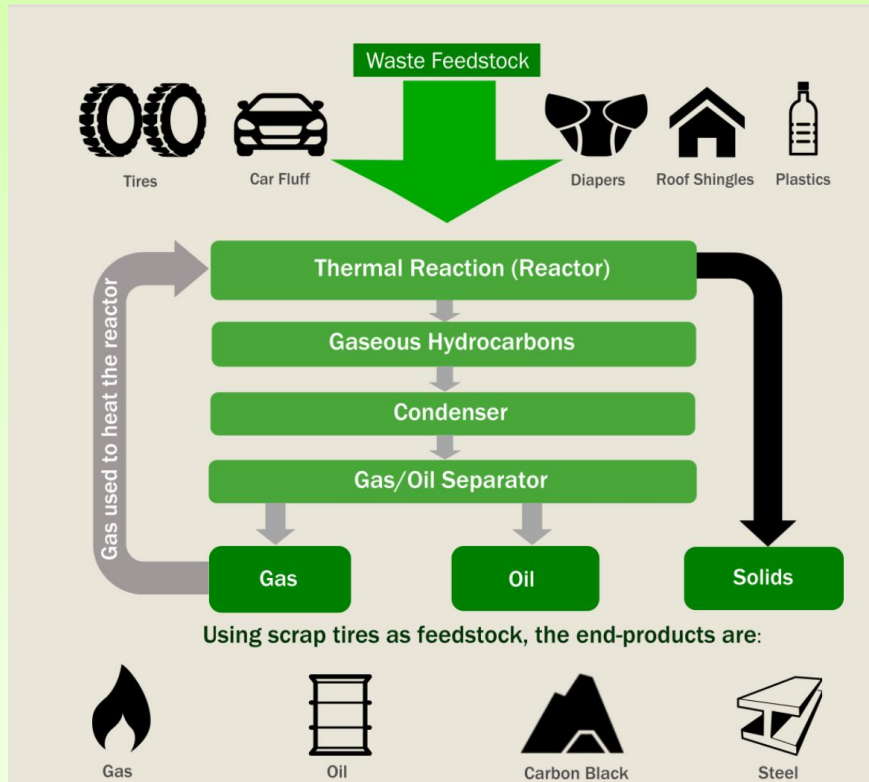 Waste Feedstock
Tires
Car Fluff
Diapers
Roof Shingles
Plastics
Thermal Reaction (Reactor)
Gaseous Hydrocarbons
Condenser
Gas/Oil Separator
Gas used to heat the reactor
Gas
Oil
Solids
Using scrap tires as feedstock, the end-products are:
Gas
Oil
Carbon Black
Steel